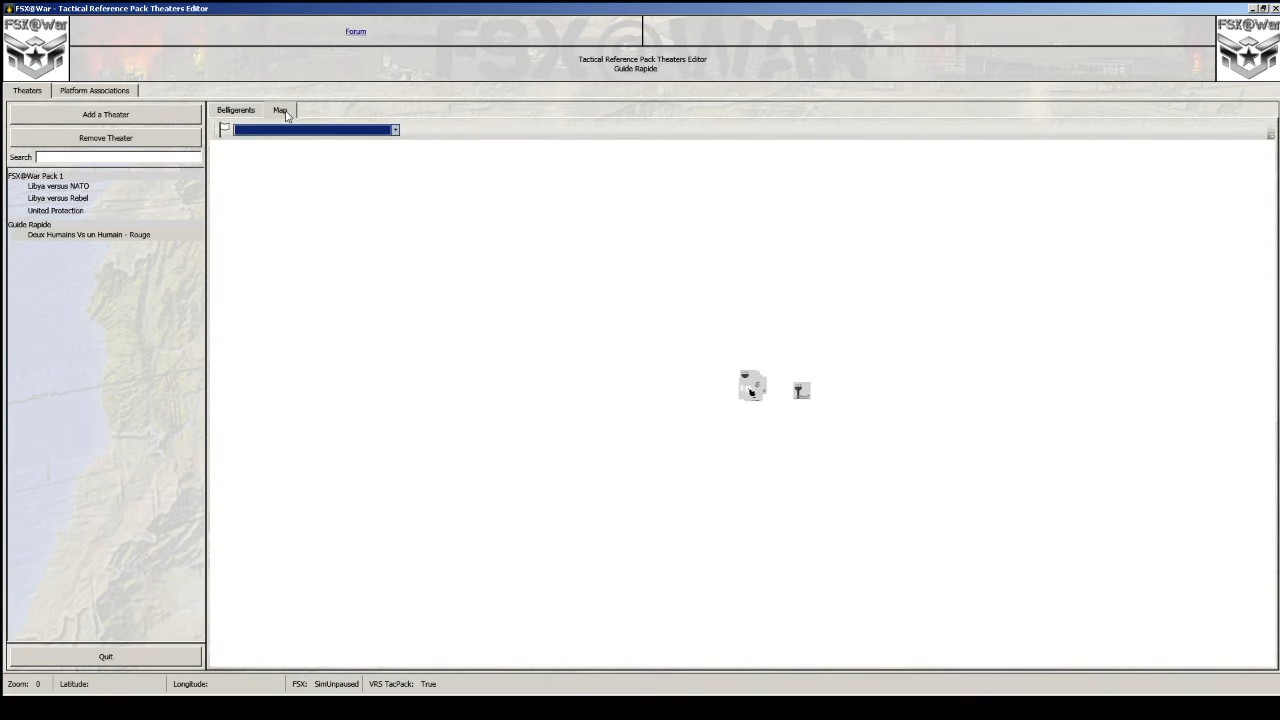 FSX@War - Tactical Reference Pack Theaters Editor
FSX@War
Forum
FSX@WAR
FSX@War
Tactical Reference Pack Theaters Editor
Guide Rapide
Theaters
Platform Associations
Add a Theater
Belligerents
Map
Remove Theater
Search
FSX@War Pack 1
Libya versus NATO
Libya versus Rebel
United Protection
Guide Rapide
Deux Humains Vs un Humain - Rouge
Quit
Zoom: 0
Latitude:
Longitude:
FSX: SimUnpaused
VRS TacPack: True